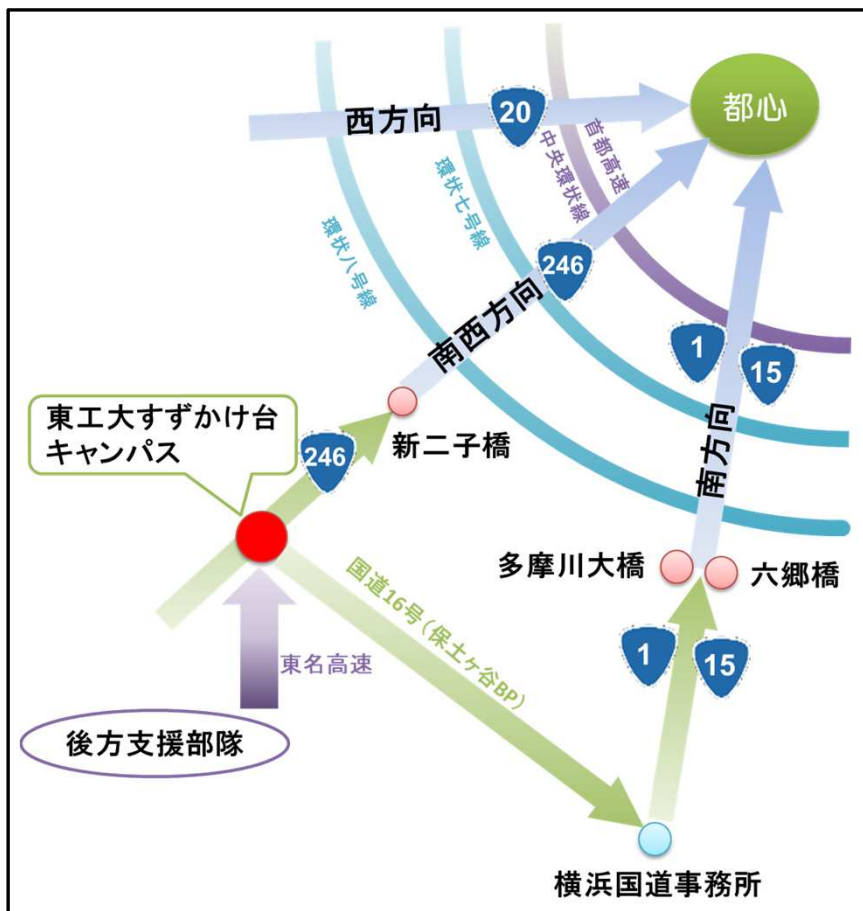 都心
西方向
20
首都高速
中央環状線
環状七号線
環状八号線
246
南西方向
1
15
南方向
東工大すずかけ台
キャンパス
246
新二子橋
多摩川大橋
六郷橋
国道16号(保土ヶ谷BP)
1
15
東名高速
後方支援部隊
横浜国道事務所